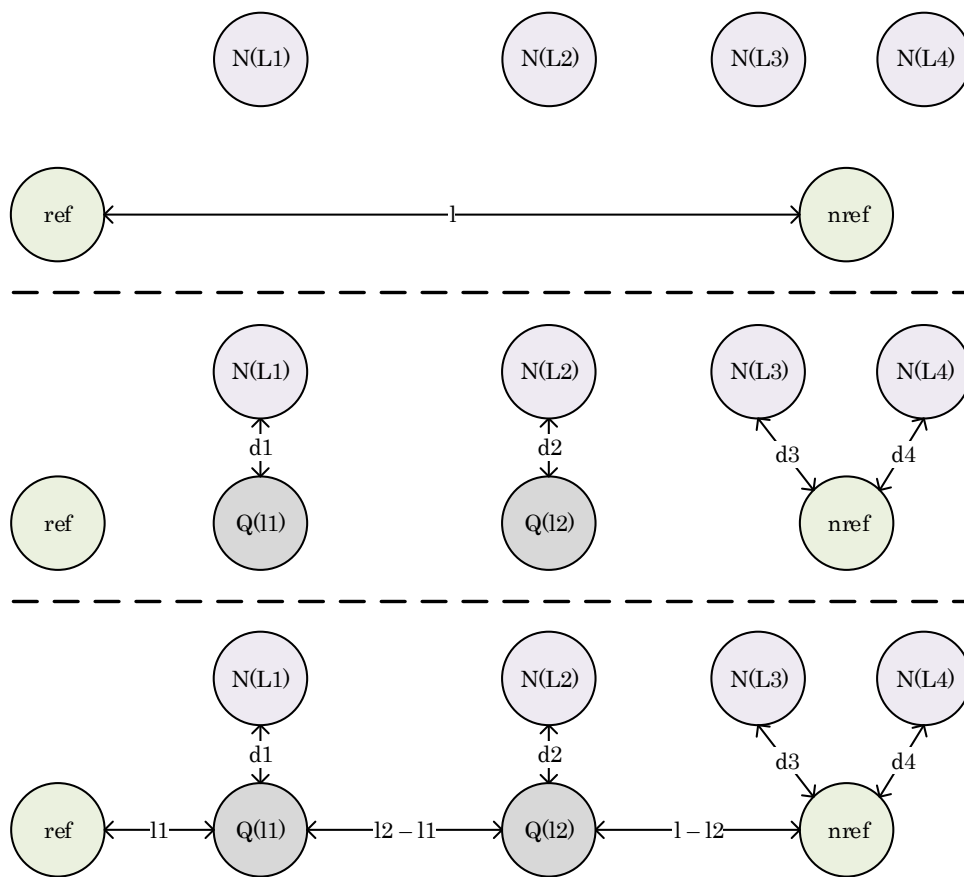 N(L1) N(L2) N(L3) N(L4)
ref l nref
N(L1) N(L2) N(L3) N(L4)
d1 d2 d3 d4
ref Q(l1) Q(l2) nref
N(L1) N(L2) N(L3) N(L4)
d1 d2 d3 d4
ref l1 Q(l1) l2 – l1 Q(l2) l – l2 nref